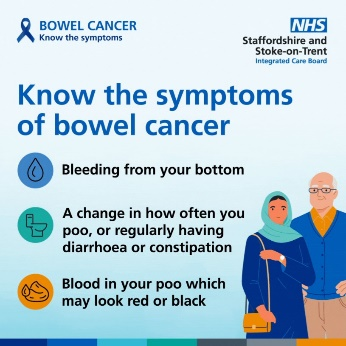 BOWEL CANCER
Know the symptoms
NHS
Staffordshire and
Stoke-on-Trent
Integrated Care Board
Know the symptoms
of bowel cancer
Bleeding from your bottom
A change in how often you
poo, or regularly having
diarrhoea or constipation
Blood in your poo which
may look red or black